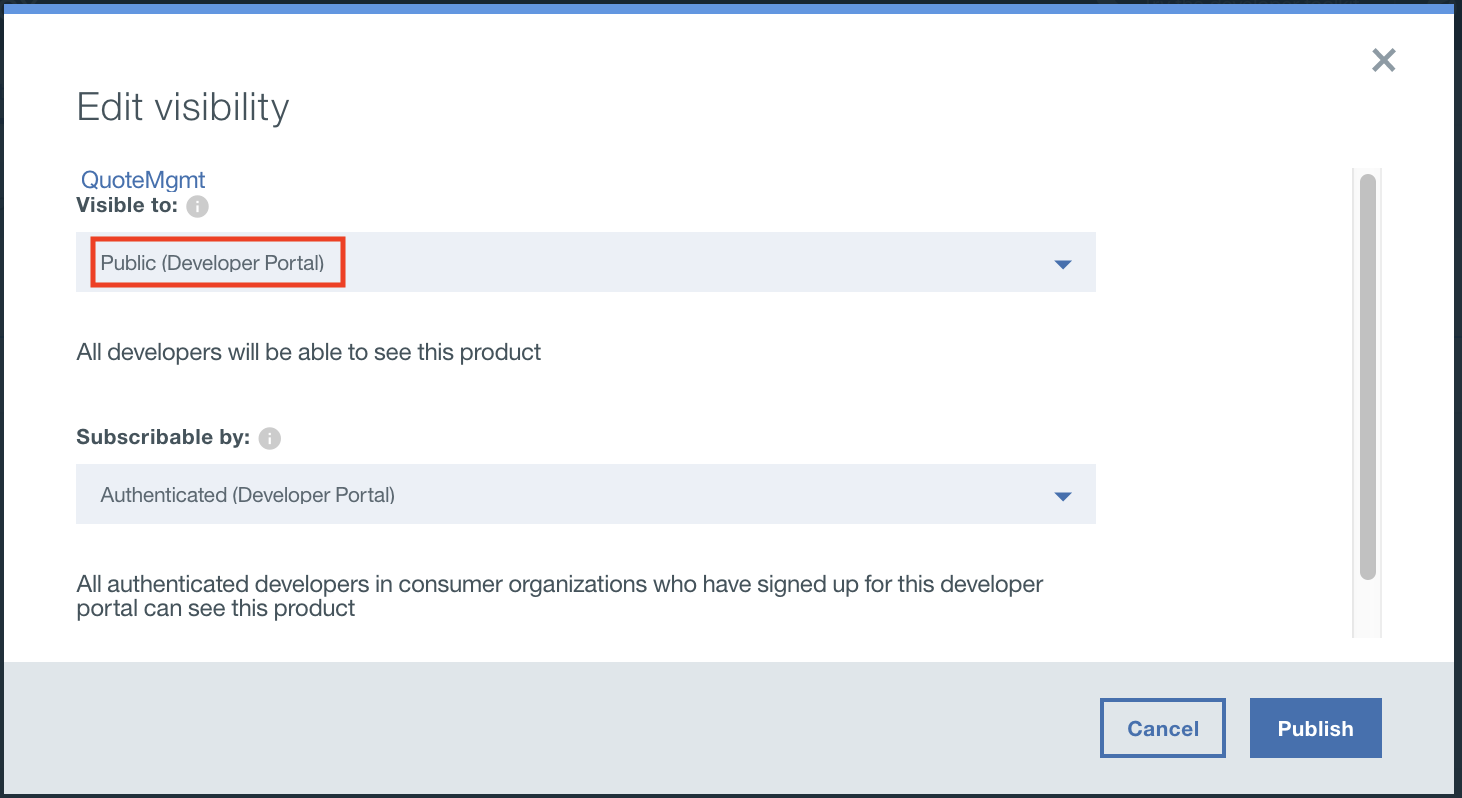 Edit visibility
QuoteMgmt
Visible to:
Public (Developer Portal)
All developers will be able to see this product
Subscribable by:
Authenticated (Developer Portal)
All authenticated developers in consumer organizations who have signed up for this developer
portal can see this product
Cancel
Publish